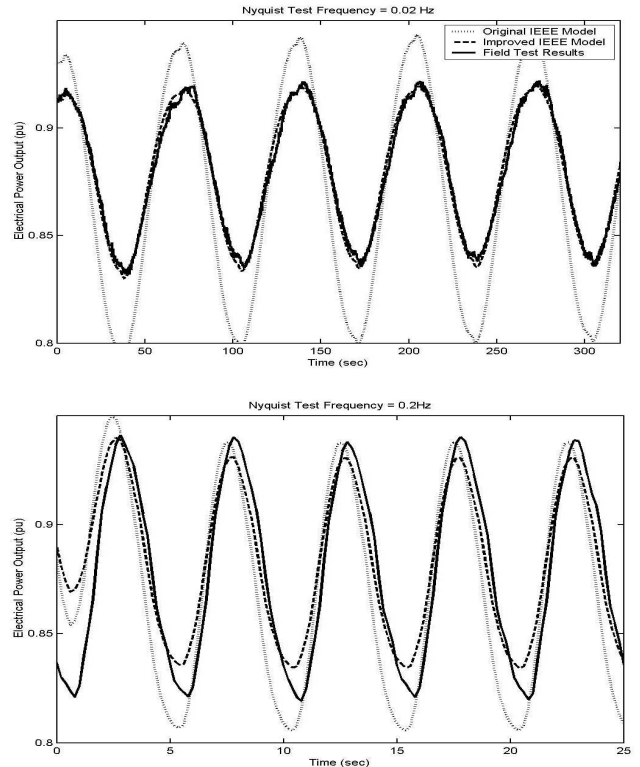 Nyquist Test Frequency = 0.02 Hz
Original IEEE Model
Improved IEEE Model
Field Test Results
Electrical Power Output (pu)
0.9
0.85
0.8
0
50
100
150
200
250
300
Time (sec)
Nyquist Test Frequency = 0.2Hz
Electrical Power Output (pu)
0.9
0.85
0.8
0
5
10
15
20
25
Time (sec)